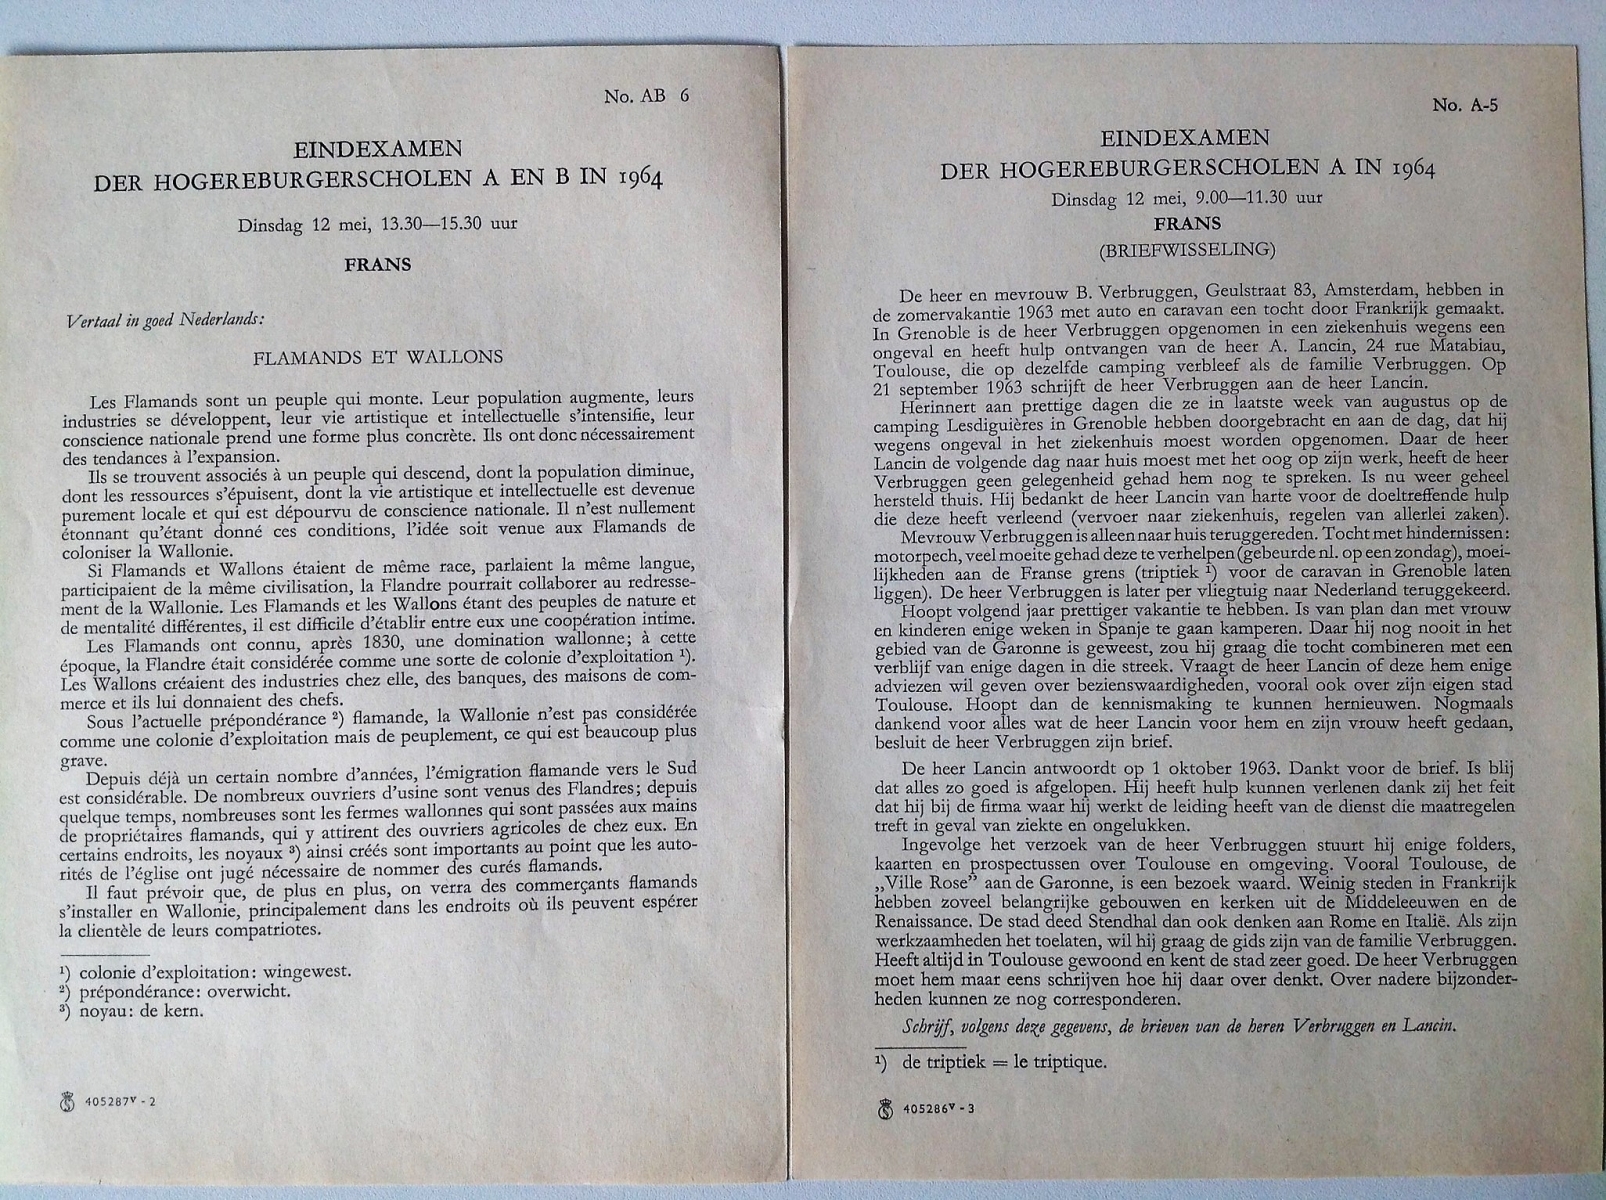 No. AB 6
EINDEXAMEN
DER HOGEREBURGERSCHOLEN A EN B IN 1964
Dinsdag 12 mei, 13.30—15.30 uur
FRANS
Vertaal in goed Nederlands:
FLAMANDS ET WALLONS
Les Flamands sont un peuple qui monte. Leur population augmente, leurs
industries se développent, leur vie artistique et intellectuelle s'intensifie, leur
conscience nationale prend une forme plus concrète. Ils ont donc nécessairement
des tendances à l'expansion.
Ils se trouvent associés à un peuple qui descend, dont la population diminue,
dont les ressources s'épuisent, dont la vie artistique et intellectuelle est devenue
purement locale et qui est dépourvu de conscience nationale. Il n'est nullement
étonnant qu'étant donné ces conditions, l'idée soit venue aux Flamands de
coloniser la Wallonie.
Si Flamands et Wallons étaient de même race, parlaient la même langue,
participaient de la même civilisation, la Flandre pourrait collaborer au redresse-
ment de la Wallonie. Les Flamands et les Wallons étant des peuples de nature et
de mentalité différentes, il est difficile d'établir entre eux une coopération intime.
Les Flamands ont connu, après 1830, une domination wallonne; à cette
époque, la Flandre était considérée comme une sorte de colonie d'exploitation ¹).
Les Wallons créaient des industries chez elle, des banques, des maisons de com-
merce et ils lui donnaient des chefs.
Sous l'actuelle prépondérance ²) flamande, la Wallonie n'est pas considérée
comme une colonie d'exploitation mais de peuplement, ce qui est beaucoup plus
grave.
Depuis déjà un certain nombre d'années, l'émigration flamande vers le Sud
est considérable. De nombreux ouvriers d'usine sont venus des Flandres; depuis
quelque temps, nombreuses sont les fermes wallonnes qui sont passées aux mains
de propriétaires flamands, qui y attirent des ouvriers agricoles de chez eux. En
certains endroits, les noyaux ³) ainsi créés sont importants au point que les auto-
rités de l'église ont jugé nécessaire de nommer des curés flamands.
Il faut prévoir que, de plus en plus, on verra des commerçants flamands
s'installer en Wallonie, principalement dans les endroits où ils peuvent espérer
la clientèle de leurs compatriotes.
¹) colonie d'exploitation: wingewest.
²) prépondérance: overwicht.
³) noyau: de kern.
405287ᵛ - 2
No. A-5
EINDEXAMEN
DER HOGEREBURGERSCHOLEN A IN 1964
Dinsdag 12 mei, 9.00—11.30 uur
FRANS
(BRIEFWISSELING)
De heer en mevrouw B. Verbruggen, Geulstraat 83, Amsterdam, hebben in
de zomervakantie 1963 met auto en caravan een tocht door Frankrijk gemaakt.
In Grenoble is de heer Verbruggen opgenomen in een ziekenhuis wegens een
ongeval en heeft hulp ontvangen van de heer A. Lancin, 24 rue Matabiau,
Toulouse, die op dezelfde camping verbleef als de familie Verbruggen. Op
21 september 1963 schrijft de heer Verbruggen aan de heer Lancin.
Herinnert aan prettige dagen die ze in laatste week van augustus op de
camping Lesdiguières in Grenoble hebben doorgebracht en aan de dag, dat hij
wegens ongeval in het ziekenhuis moest worden opgenomen. Daar de heer
Lancin de volgende dag naar huis moest met het oog op zijn werk, heeft de heer
Verbruggen geen gelegenheid gehad hem nog te spreken. Is nu weer geheel
hersteld thuis. Hij bedankt de heer Lancin van harte voor de doeltreffende hulp
die deze heeft verleend (vervoer naar ziekenhuis, regelen van allerlei zaken).
Mevrouw Verbruggen is alleen naar huis teruggereden. Tocht met hindernissen:
motorpech, veel moeite gehad deze te verhelpen (gebeurde nl. op een zondag), moei-
lijkheden aan de Franse grens (triptiek ¹) voor de caravan in Grenoble laten
liggen). De heer Verbruggen is later per vliegtuig naar Nederland teruggekeerd.
Hoopt volgend jaar prettiger vakantie te hebben. Is van plan dan met vrouw
en kinderen enige weken in Spanje te gaan kamperen. Daar hij nog nooit in het
gebied van de Garonne is geweest, zou hij graag die tocht combineren met een
verblijf van enige dagen in die streek. Vraagt de heer Lancin of deze hem enige
adviezen wil geven over bezienswaardigheden, vooral ook over zijn eigen stad
Toulouse. Hoopt dan de kennismaking te kunnen hernieuwen. Nogmaals
dankend voor alles wat de heer Lancin voor hem en zijn vrouw heeft gedaan,
besluit de heer Verbruggen zijn brief.
De heer Lancin antwoordt op 1 oktober 1963. Dankt voor de brief. Is blij
dat alles zo goed is afgelopen. Hij heeft hulp kunnen verlenen dank zij het feit
dat hij bij de firma waar hij werkt de leiding heeft van de dienst die maatregelen
treft in geval van ziekte en ongelukken.
Ingevolge het verzoek van de heer Verbruggen stuurt hij enige folders,
kaarten en prospectussen over Toulouse en omgeving. Vooral Toulouse, de
„Ville Rose” aan de Garonne, is een bezoek waard. Weinig steden in Frankrijk
hebben zoveel belangrijke gebouwen en kerken uit de Middeleeuwen en de
Renaissance. De stad deed Stendhal dan ook denken aan Rome en Italië. Als zijn
werkzaamheden het toelaten, wil hij graag de gids zijn van de familie Verbruggen.
Heeft altijd in Toulouse gewoond en kent de stad zeer goed. De heer Verbruggen
moet hem maar eens schrijven hoe hij daar over denkt. Over nadere bijzonder-
heden kunnen ze nog corresponderen.
Schrijf, volgens deze gegevens, de brieven van de heren Verbruggen en Lancin.
¹) de triptiek = le triptique.
405286ᵛ - 3